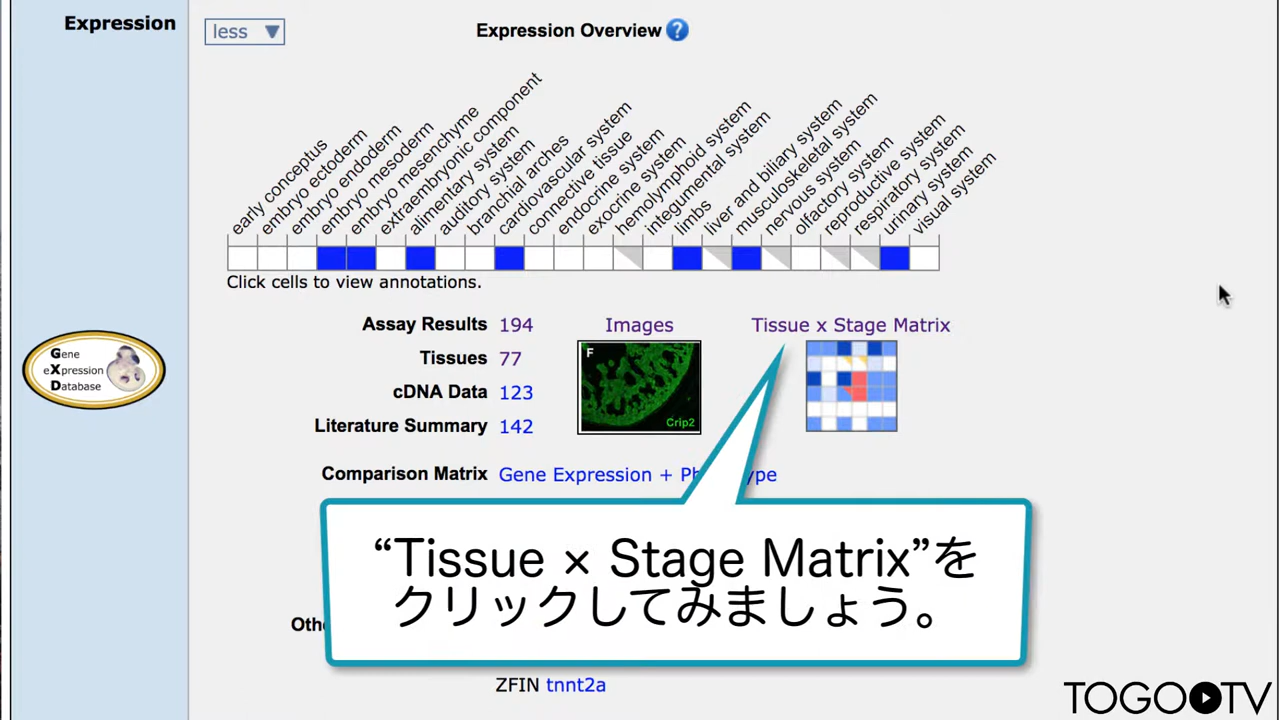 Expression
less ▼
Expression Overview ?
early conceptus
embryo ectoderm
embryo endoderm
embryo mesoderm
embryo mesenchyme
extraembryonic component
alimentary system
auditory system
branchial arches
cardiovascular system
connective tissue
endocrine system
exocrine system
hemolymphoid system
integumental system
limbs
liver and biliary system
musculoskeletal system
nervous system
olfactory system
reproductive system
respiratory system
urinary system
visual system
Click cells to view annotations.
Assay Results 194
Images
Tissue x Stage Matrix
Tissues 77
cDNA Data 123
Literature Summary 142
F
Crip2
Gene
eXpression
Database
Comparison Matrix Gene Expression + Ph ype
“Tissue × Stage Matrix”を
クリックしてみましょう。
Oth
ZFIN tnnt2a
TOGO TV